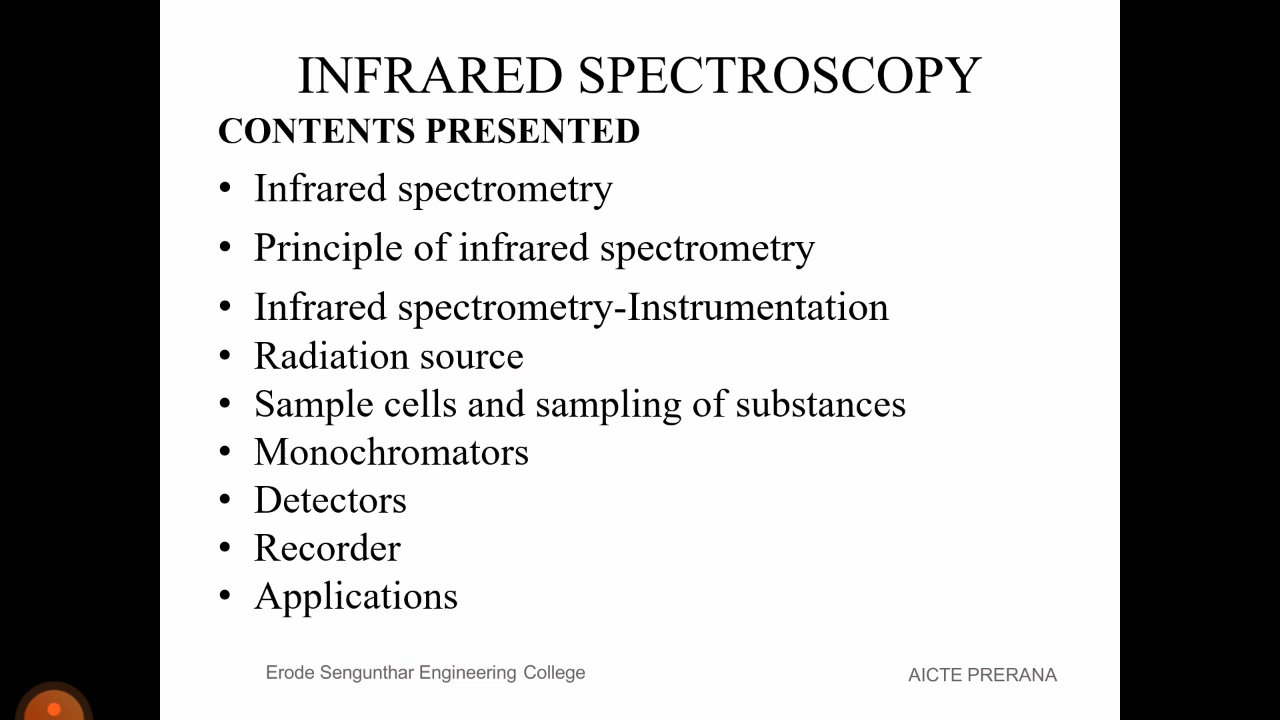 INFRARED SPECTROSCOPY
CONTENTS PRESENTED
• Infrared spectrometry
• Principle of infrared spectrometry
• Infrared spectrometry-Instrumentation
• Radiation source
• Sample cells and sampling of substances
• Monochromators
• Detectors
• Recorder
• Applications
Erode Sengunthar Engineering College
AICTE PRERANA